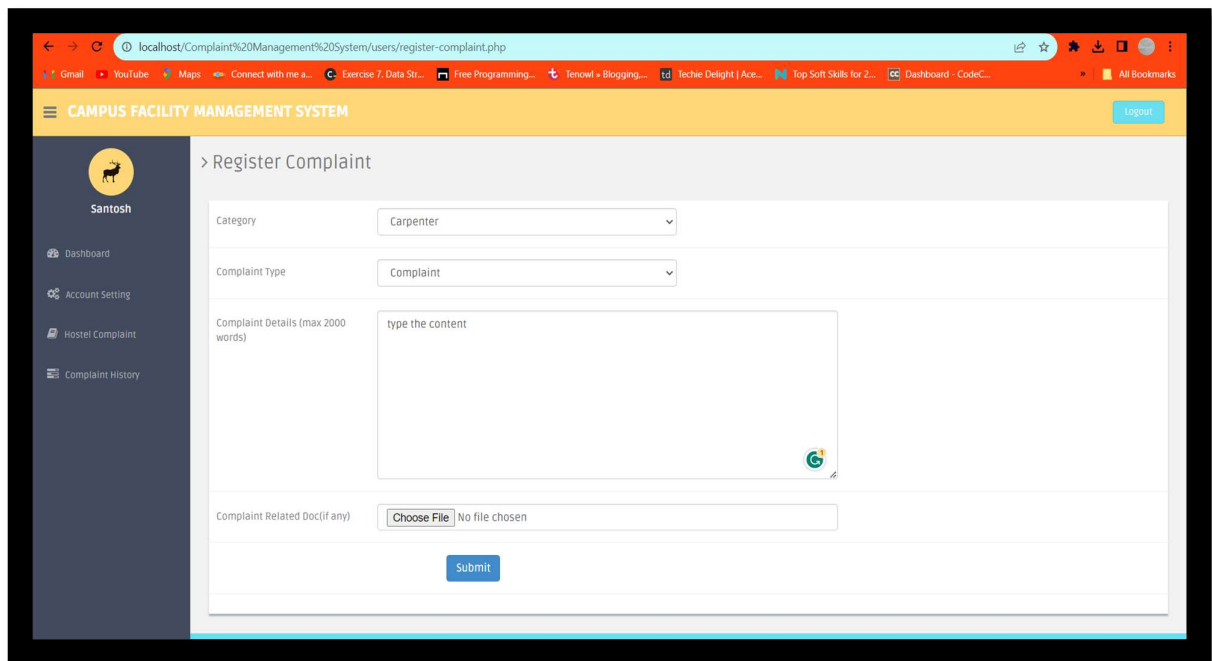 localhost/Complaint%20Management%20System/users/register-complaint.php
Gmail YouTube Maps Connect with me a... Exercise 7. Data Str... Free Programming... Tenowl » Blogging,... td Techie Delight | Ace... Top Soft Skills for 2... CC Dashboard - CodeC... » All Bookmarks
CAMPUS FACILITY MANAGEMENT SYSTEM
Logout
Santosh
Dashboard
Account Setting
Hostel Complaint
Complaint History
> Register Complaint
Category
Carpenter
Complaint Type
Complaint
Complaint Details (max 2000
words)
type the content
1
Complaint Related Doc(if any)
Choose File No file chosen
Submit